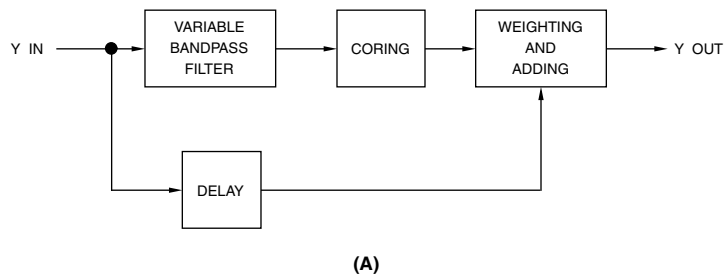 Y IN
VARIABLE
BANDPASS
FILTER
CORING
WEIGHTING
AND
ADDING
Y OUT
DELAY
(A)